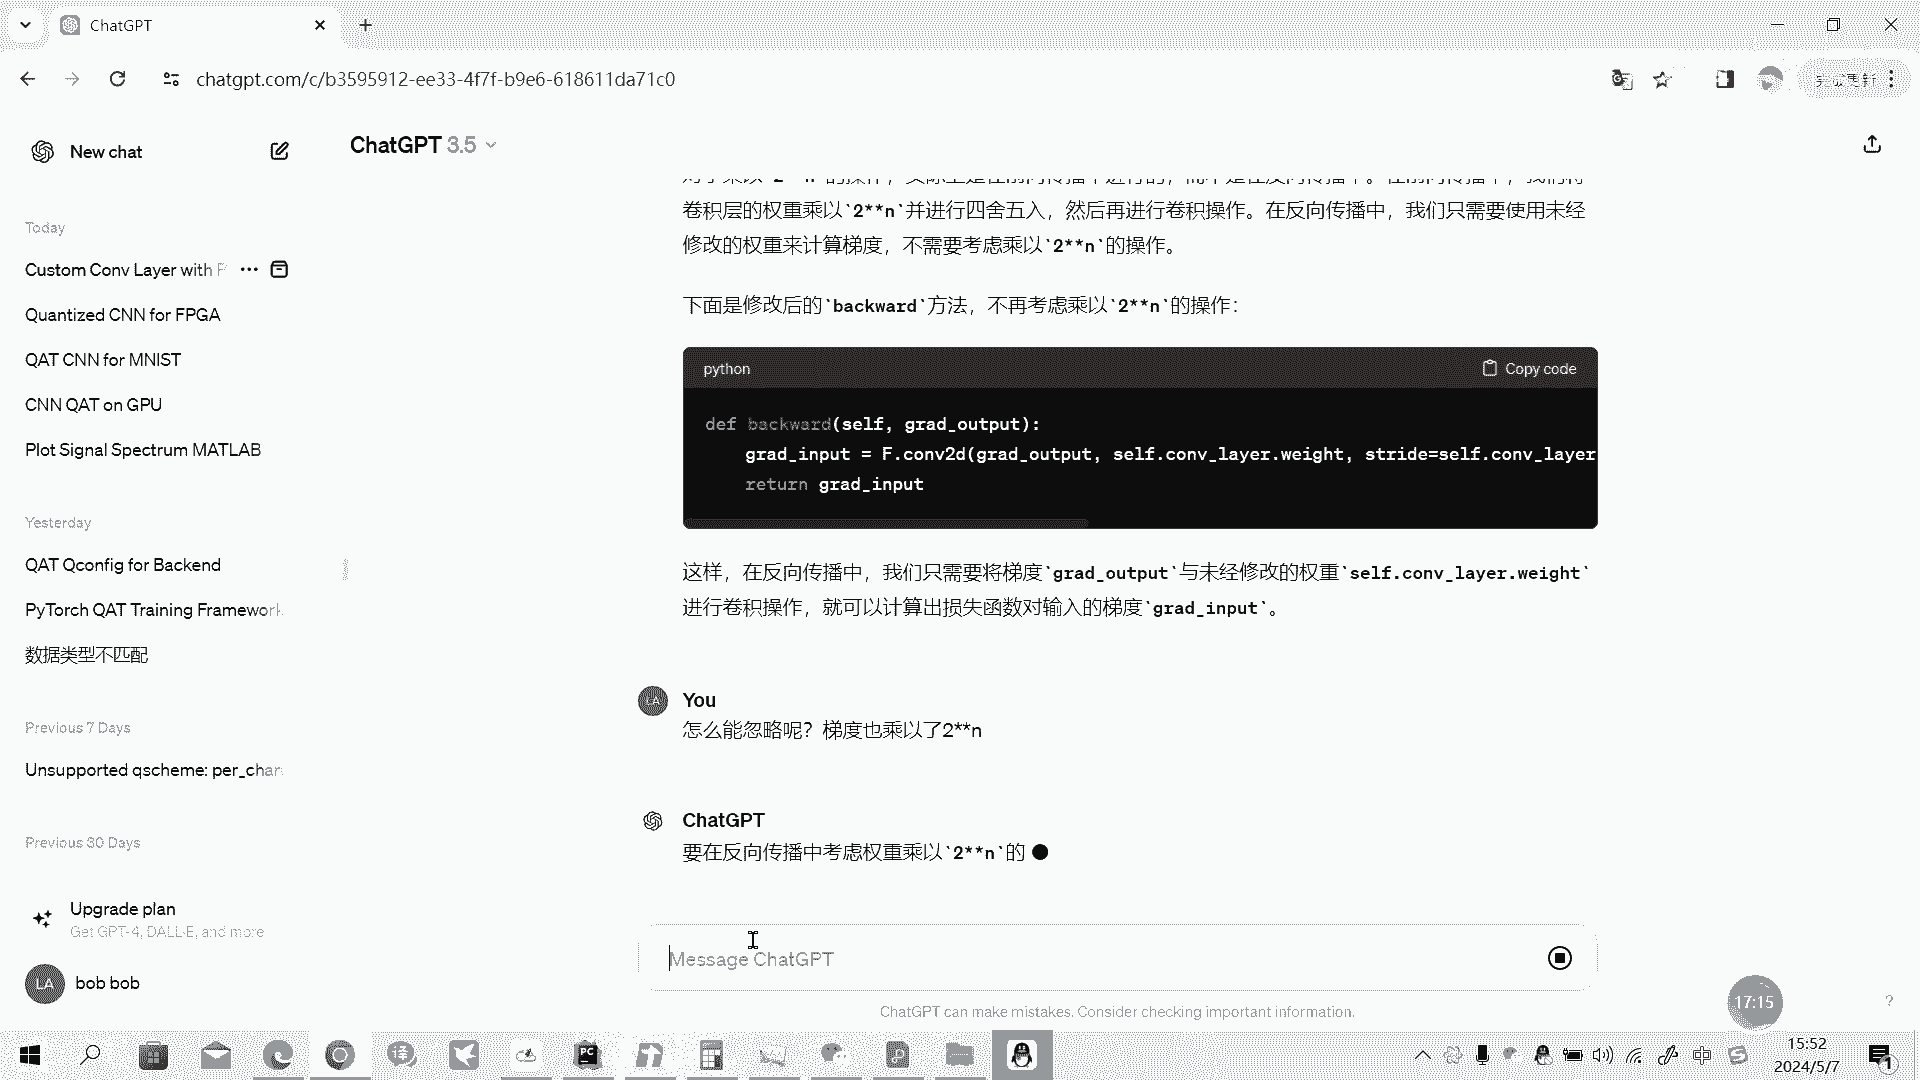 ChatGPT
chatgpt.com/c/b3595912-ee33-4f7f-b9e6-618611da71c0
New chat
ChatGPT 3.5
Today
Custom Conv Layer with
Quantized CNN for FPGA
QAT CNN for MNIST
CNN QAT on GPU
Plot Signal Spectrum MATLAB
Yesterday
QAT Qconfig for Backend
PyTorch QAT Training Framework
数据类型不匹配
Previous 7 Days
Unsupported qscheme: per_chan
Previous 30 Days
Upgrade plan
Get GPT-4, DALL·E, and more
LA
bob bob
卷积层的权重乘以`2**n`并进行四舍五入，然后再进行卷积操作。在反向传播中，我们只需要使用未经
修改的权重来计算梯度，不需要考虑乘以`2**n`的操作。
下面是修改后的`backward`方法，不再考虑乘以`2**n`的操作：
python
Copy code
def backward(self, grad_output):
grad_input = F.conv2d(grad_output, self.conv_layer.weight, stride=self.conv_layer
return grad_input
这样，在反向传播中，我们只需要将梯度`grad_output`与未经修改的权重`self.conv_layer.weight`
进行卷积操作，就可以计算出损失函数对输入的梯度`grad_input`。
LA
You
怎么能忽略呢？梯度也乘以了2**n
ChatGPT
要在反向传播中考虑权重乘以`2**n`的
Message ChatGPT
ChatGPT can make mistakes. Consider checking important information.
17:15
?
PC
译
中
15:52
2024/5/7
1